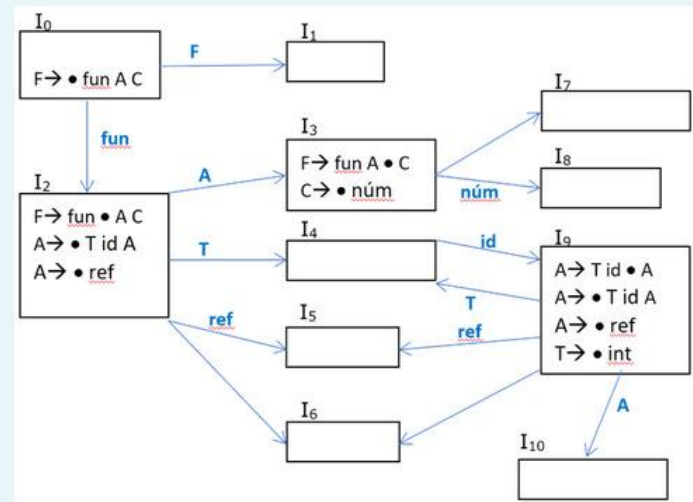 I0
F→ • fun A C
F
I1
fun
I2
F→ fun • A C
A→ • T id A
A→ • ref
A
I3
F→ fun A • C
C→ • núm
I7
núm
I8
T
I4
id
I9
A→ T id • A
A→ • T id A
A→ • ref
T→ • int
T
ref
I5
ref
I6
A
I10